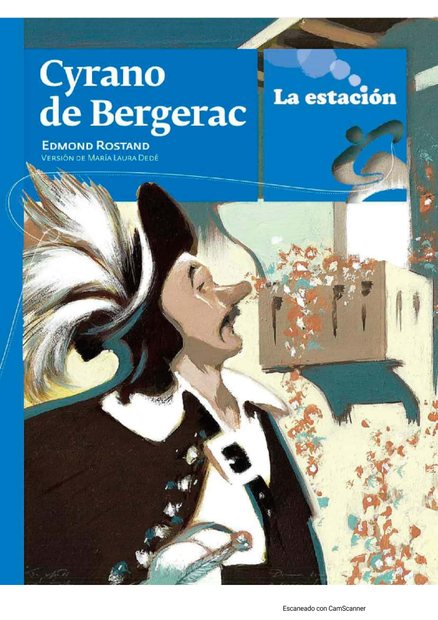 Cyrano
de Bergerac
EDMOND ROSTAND
VERSIÓN DE MARÍA LAURA DEDÉ
La estación
Escaneado con CamScanner